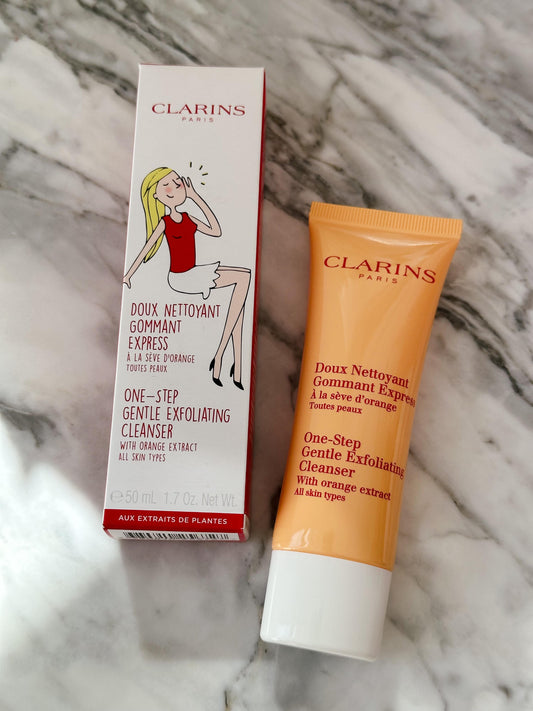 CLARINS
PARIS
DOUX NETTOYANT
GOMMANT
EXPRESS
À LA SÈVE D'ORANGE
TOUTES PEAUX
ONE-STEP
GENTLE EXFOLIATING
CLEANSER
WITH ORANGE EXTRACT
ALL SKIN TYPES
℮50 mL 1.7 Oz. Net Wt.
AUX EXTRAITS DE PLANTES
CLARINS
PARIS
Doux Nettoyant
Gommant Express
À la sève d'orange
Toutes peaux
One-Step
Gentle Exfoliating
Cleanser
With orange extract
All skin types